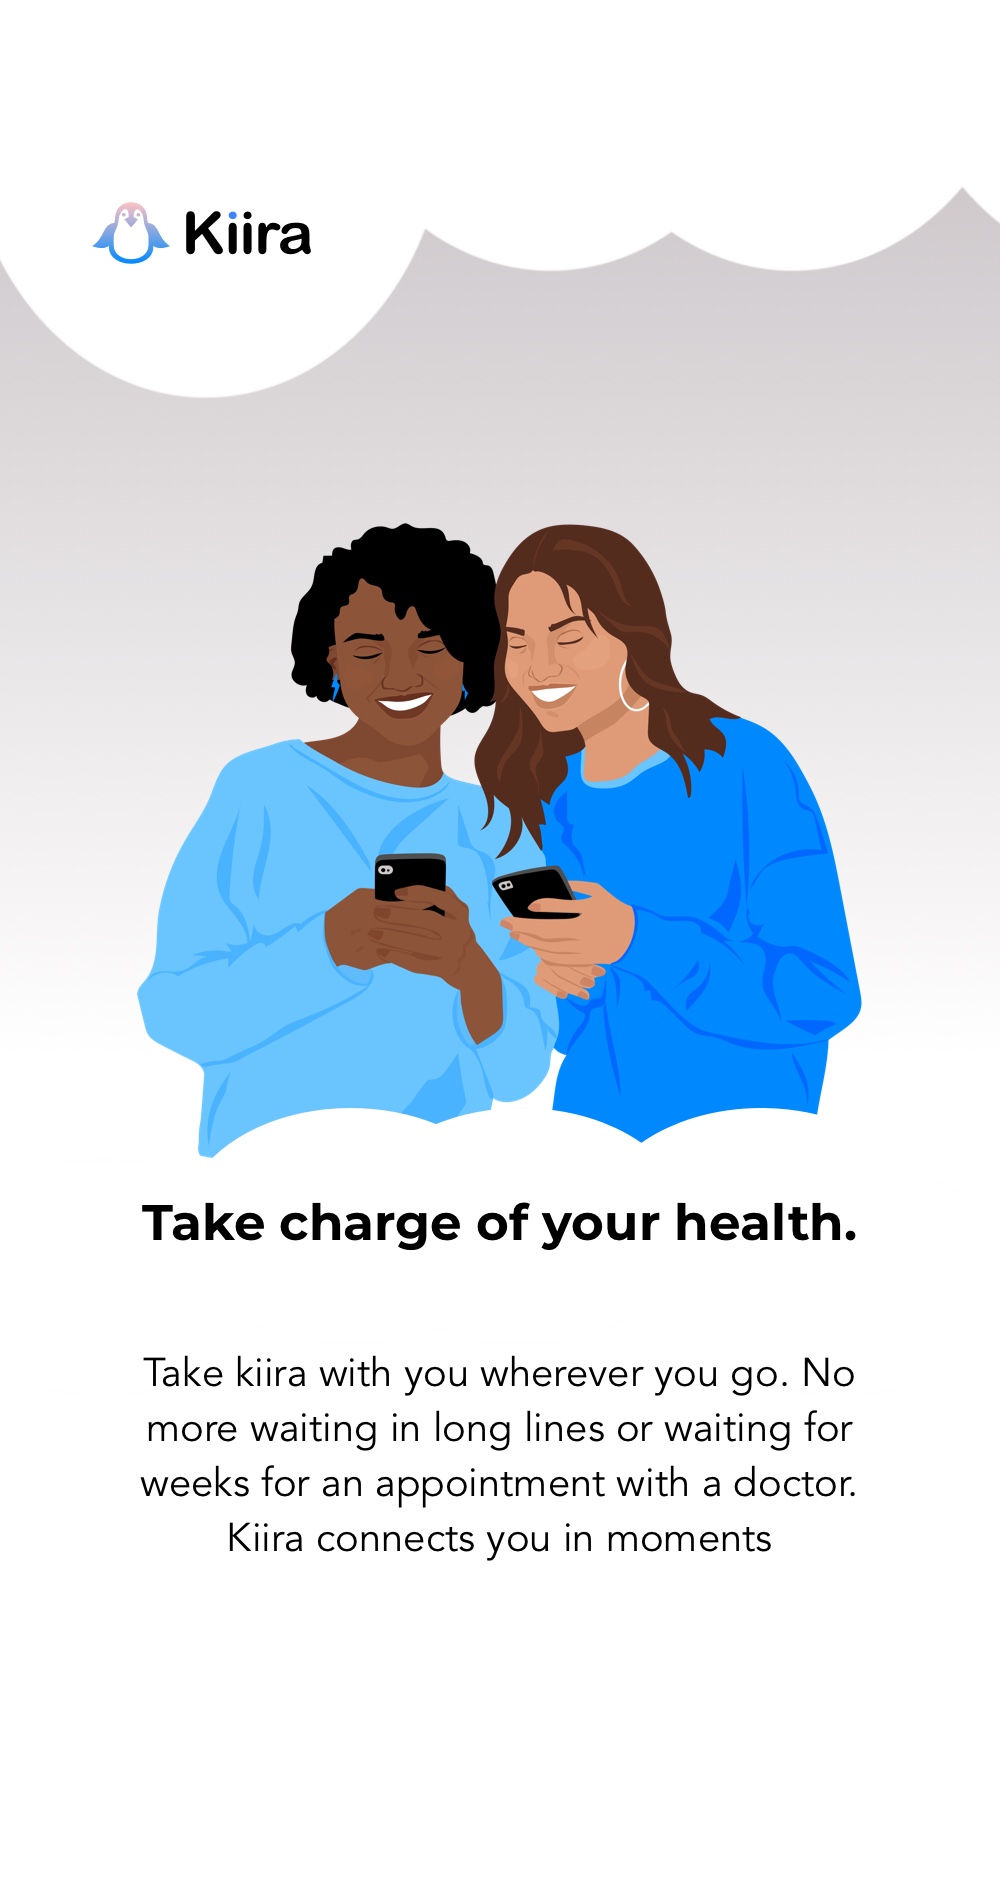 Kiira
Take charge of your health.
Take kiira with you wherever you go. No
more waiting in long lines or waiting for
weeks for an appointment with a doctor.
Kiira connects you in moments